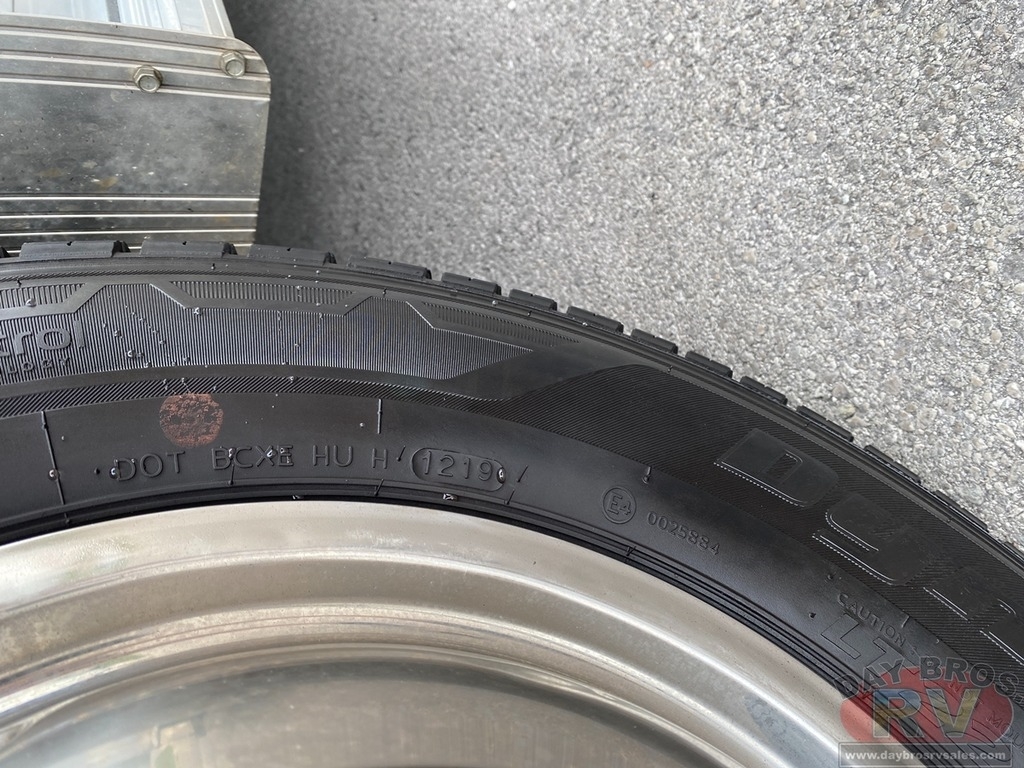 DOT BCXE HU H 1219
E4
0025884
CAUTION
LT
DAY BROS
RV
www.daybrosrvsales.com